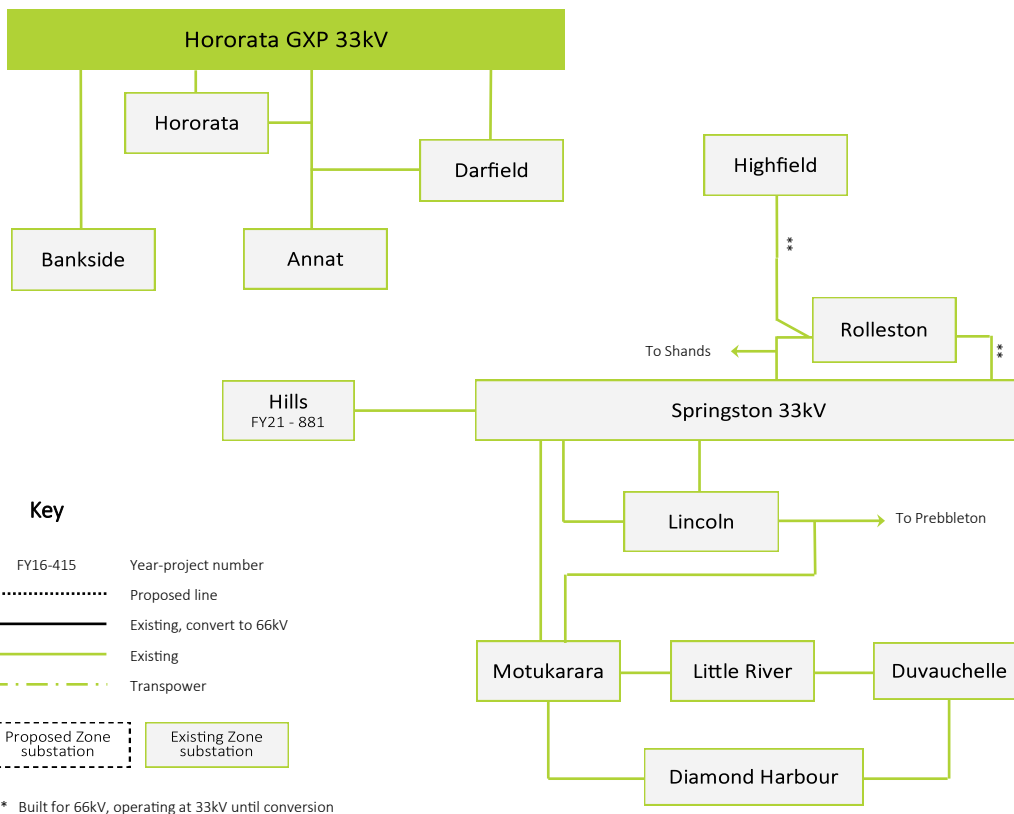 Hororata GXP 33kV
Hororata
Darfield
Highfield
Bankside
Annat
**
Rolleston
To Shands
**
Hills
FY21 - 881
Springston 33kV
Key
Lincoln
To Prebbleton
FY16-415
Year-project number
Proposed line
Existing, convert to 66kV
Existing
Transpower
Motukarara
Little River
Duvauchelle
Proposed Zone
substation
Existing Zone
substation
Diamond Harbour
* Built for 66kV, operating at 33kV until conversion